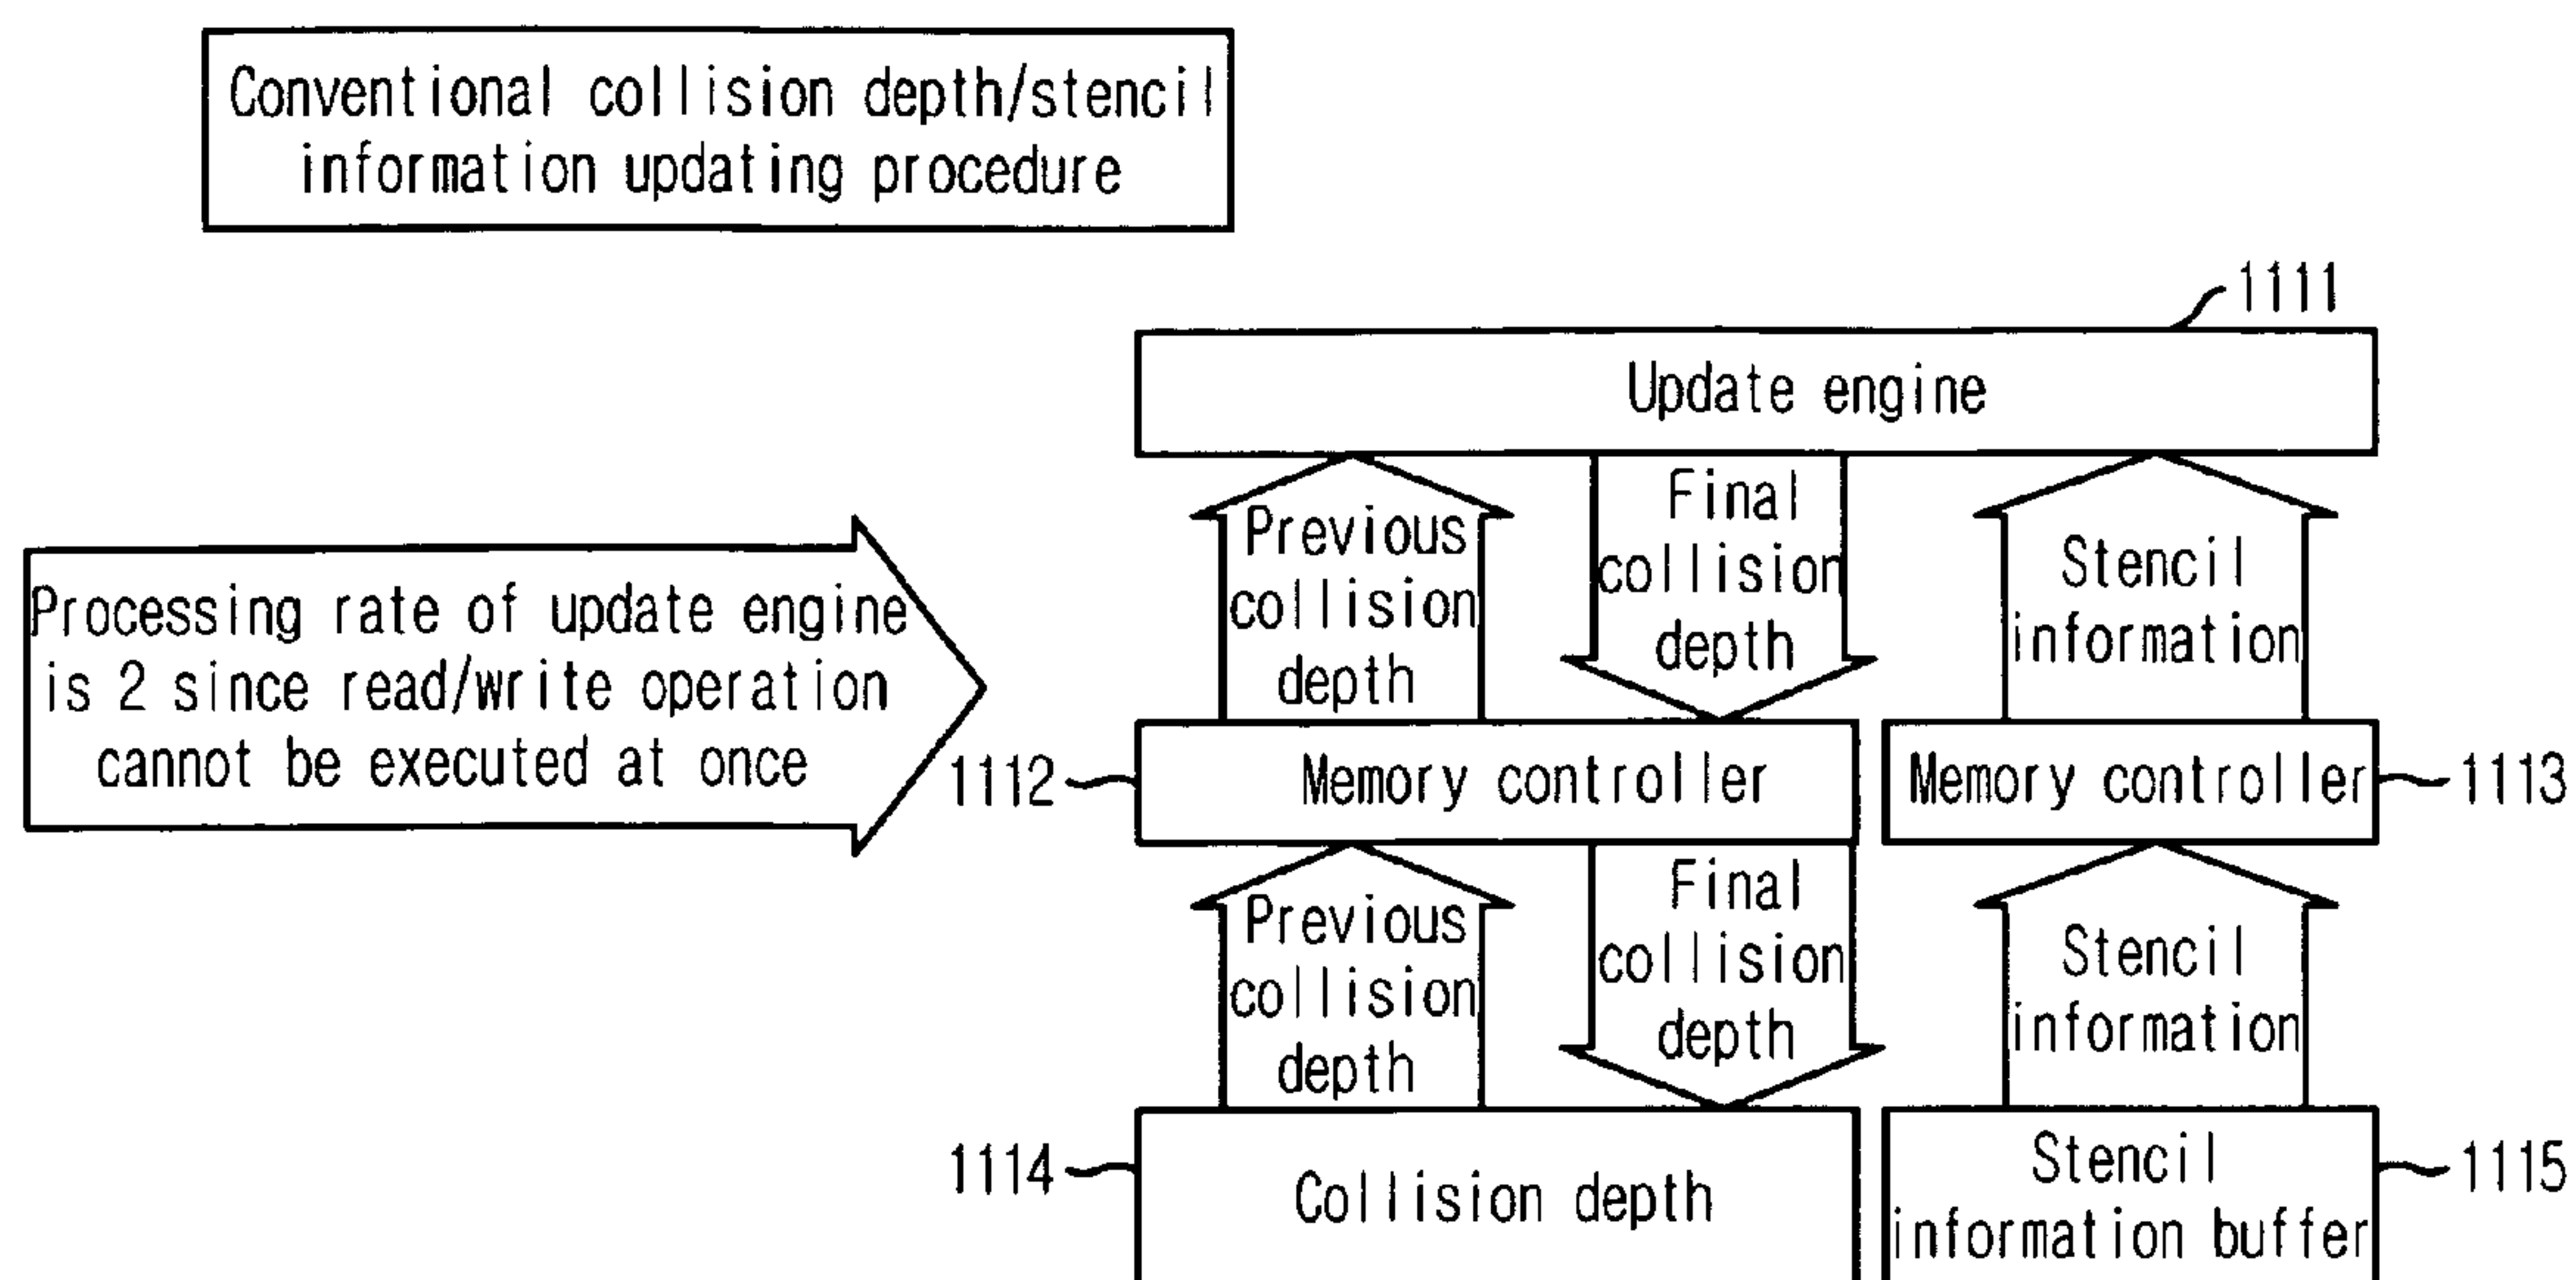 Conventional collision depth/stencil
information updating procedure
1111
Update engine
Processing rate of update engine
is 2 since read/write operation
cannot be executed at once
Previous
collision
depth
Final
collision
depth
Stencil
information
1112
Memory controller
Memory controller
1113
Previous
collision
depth
Final
collision
depth
Stencil
information
1114
Collision depth
Stencil
information buffer
1115